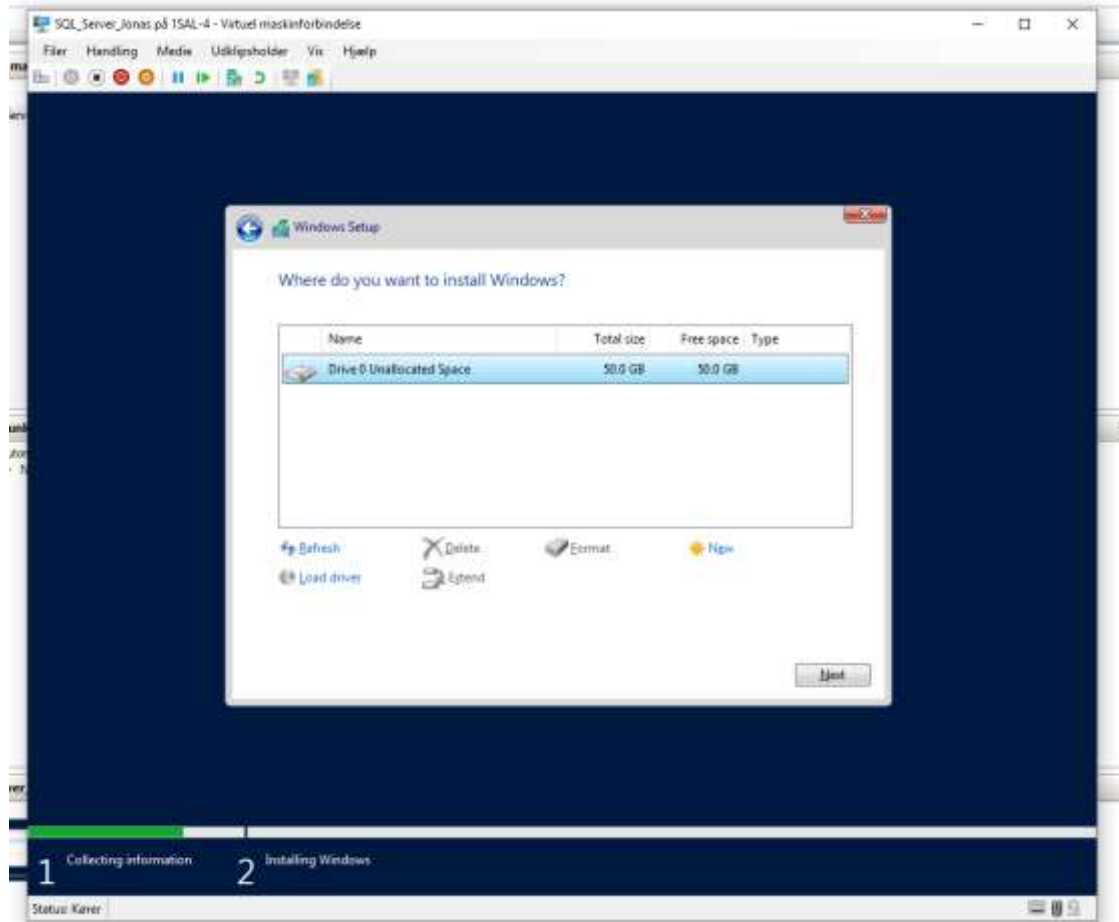 SQL_Server_Jonas på 1SAL-4 - Virtuel maskinforbindelse
Filer Handling Medie Udklipsholder Vis Hjælp
Windows Setup
Where do you want to install Windows?
Name Total size Free space Type
Drive 0 Unallocated Space 50.0 GB 50.0 GB
Refresh Delete Format New
Load driver Extend
Next
1 Collecting information 2 Installing Windows
Status: Kører